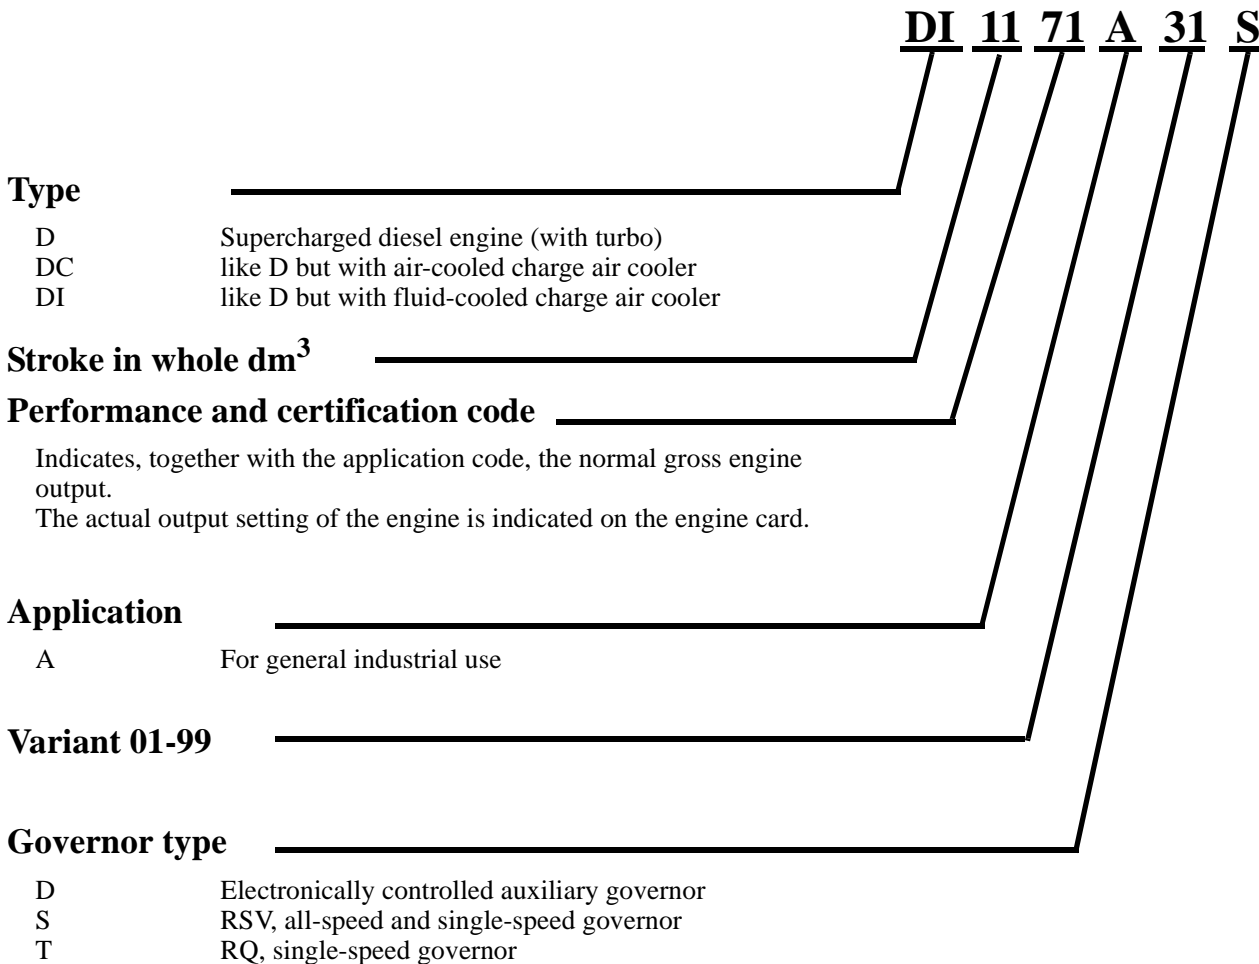 DI 11 71 A 31 S
Type
D Supercharged diesel engine (with turbo)
DC like D but with air-cooled charge air cooler
DI like D but with fluid-cooled charge air cooler
Stroke in whole dm³
Performance and certification code
Indicates, together with the application code, the normal gross engine
output.
The actual output setting of the engine is indicated on the engine card.
Application
A For general industrial use
Variant 01-99
Governor type
D Electronically controlled auxiliary governor
S RSV, all-speed and single-speed governor
T RQ, single-speed governor